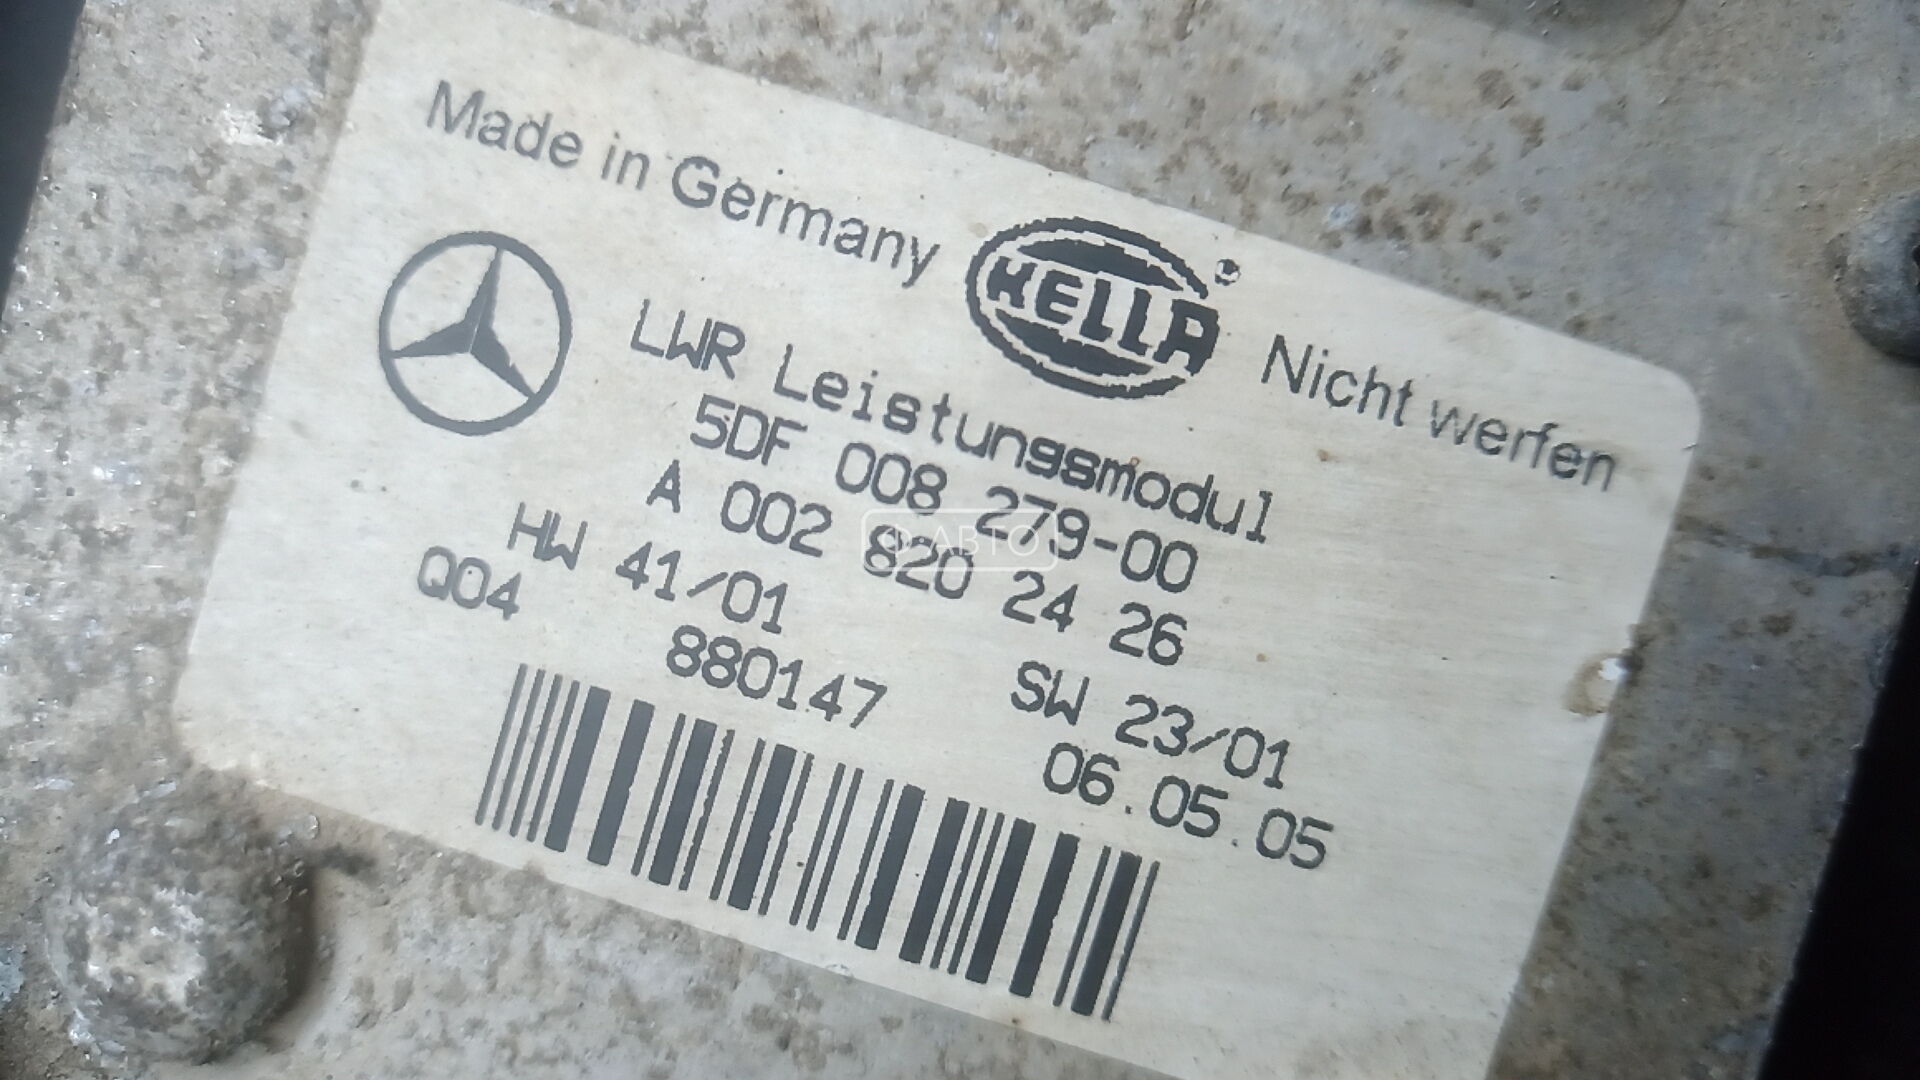 Made in Germany HELLA Nicht werfen
LWR Leistungsmodul
5DF 008 279-00
A 002 820 24 26
HW 41/01 SW 23/01
Q04 880147 06.05.05
АВТО